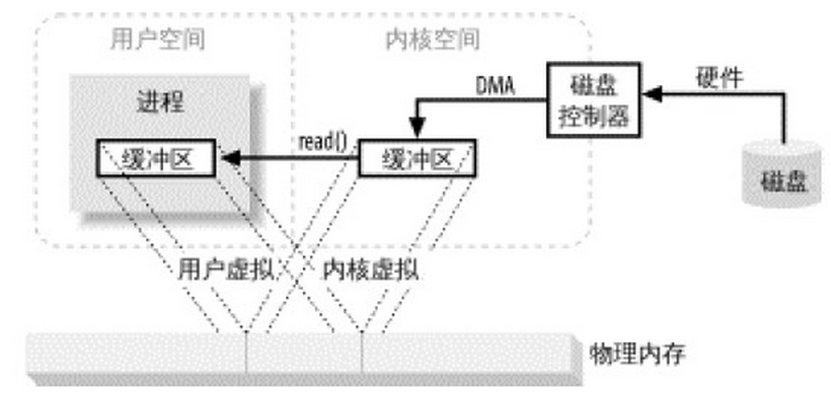 用户空间
内核空间
进程
缓冲区
read()
缓冲区
DMA
磁盘
控制器
硬件
磁盘
用户虚拟
内核虚拟
物理内存